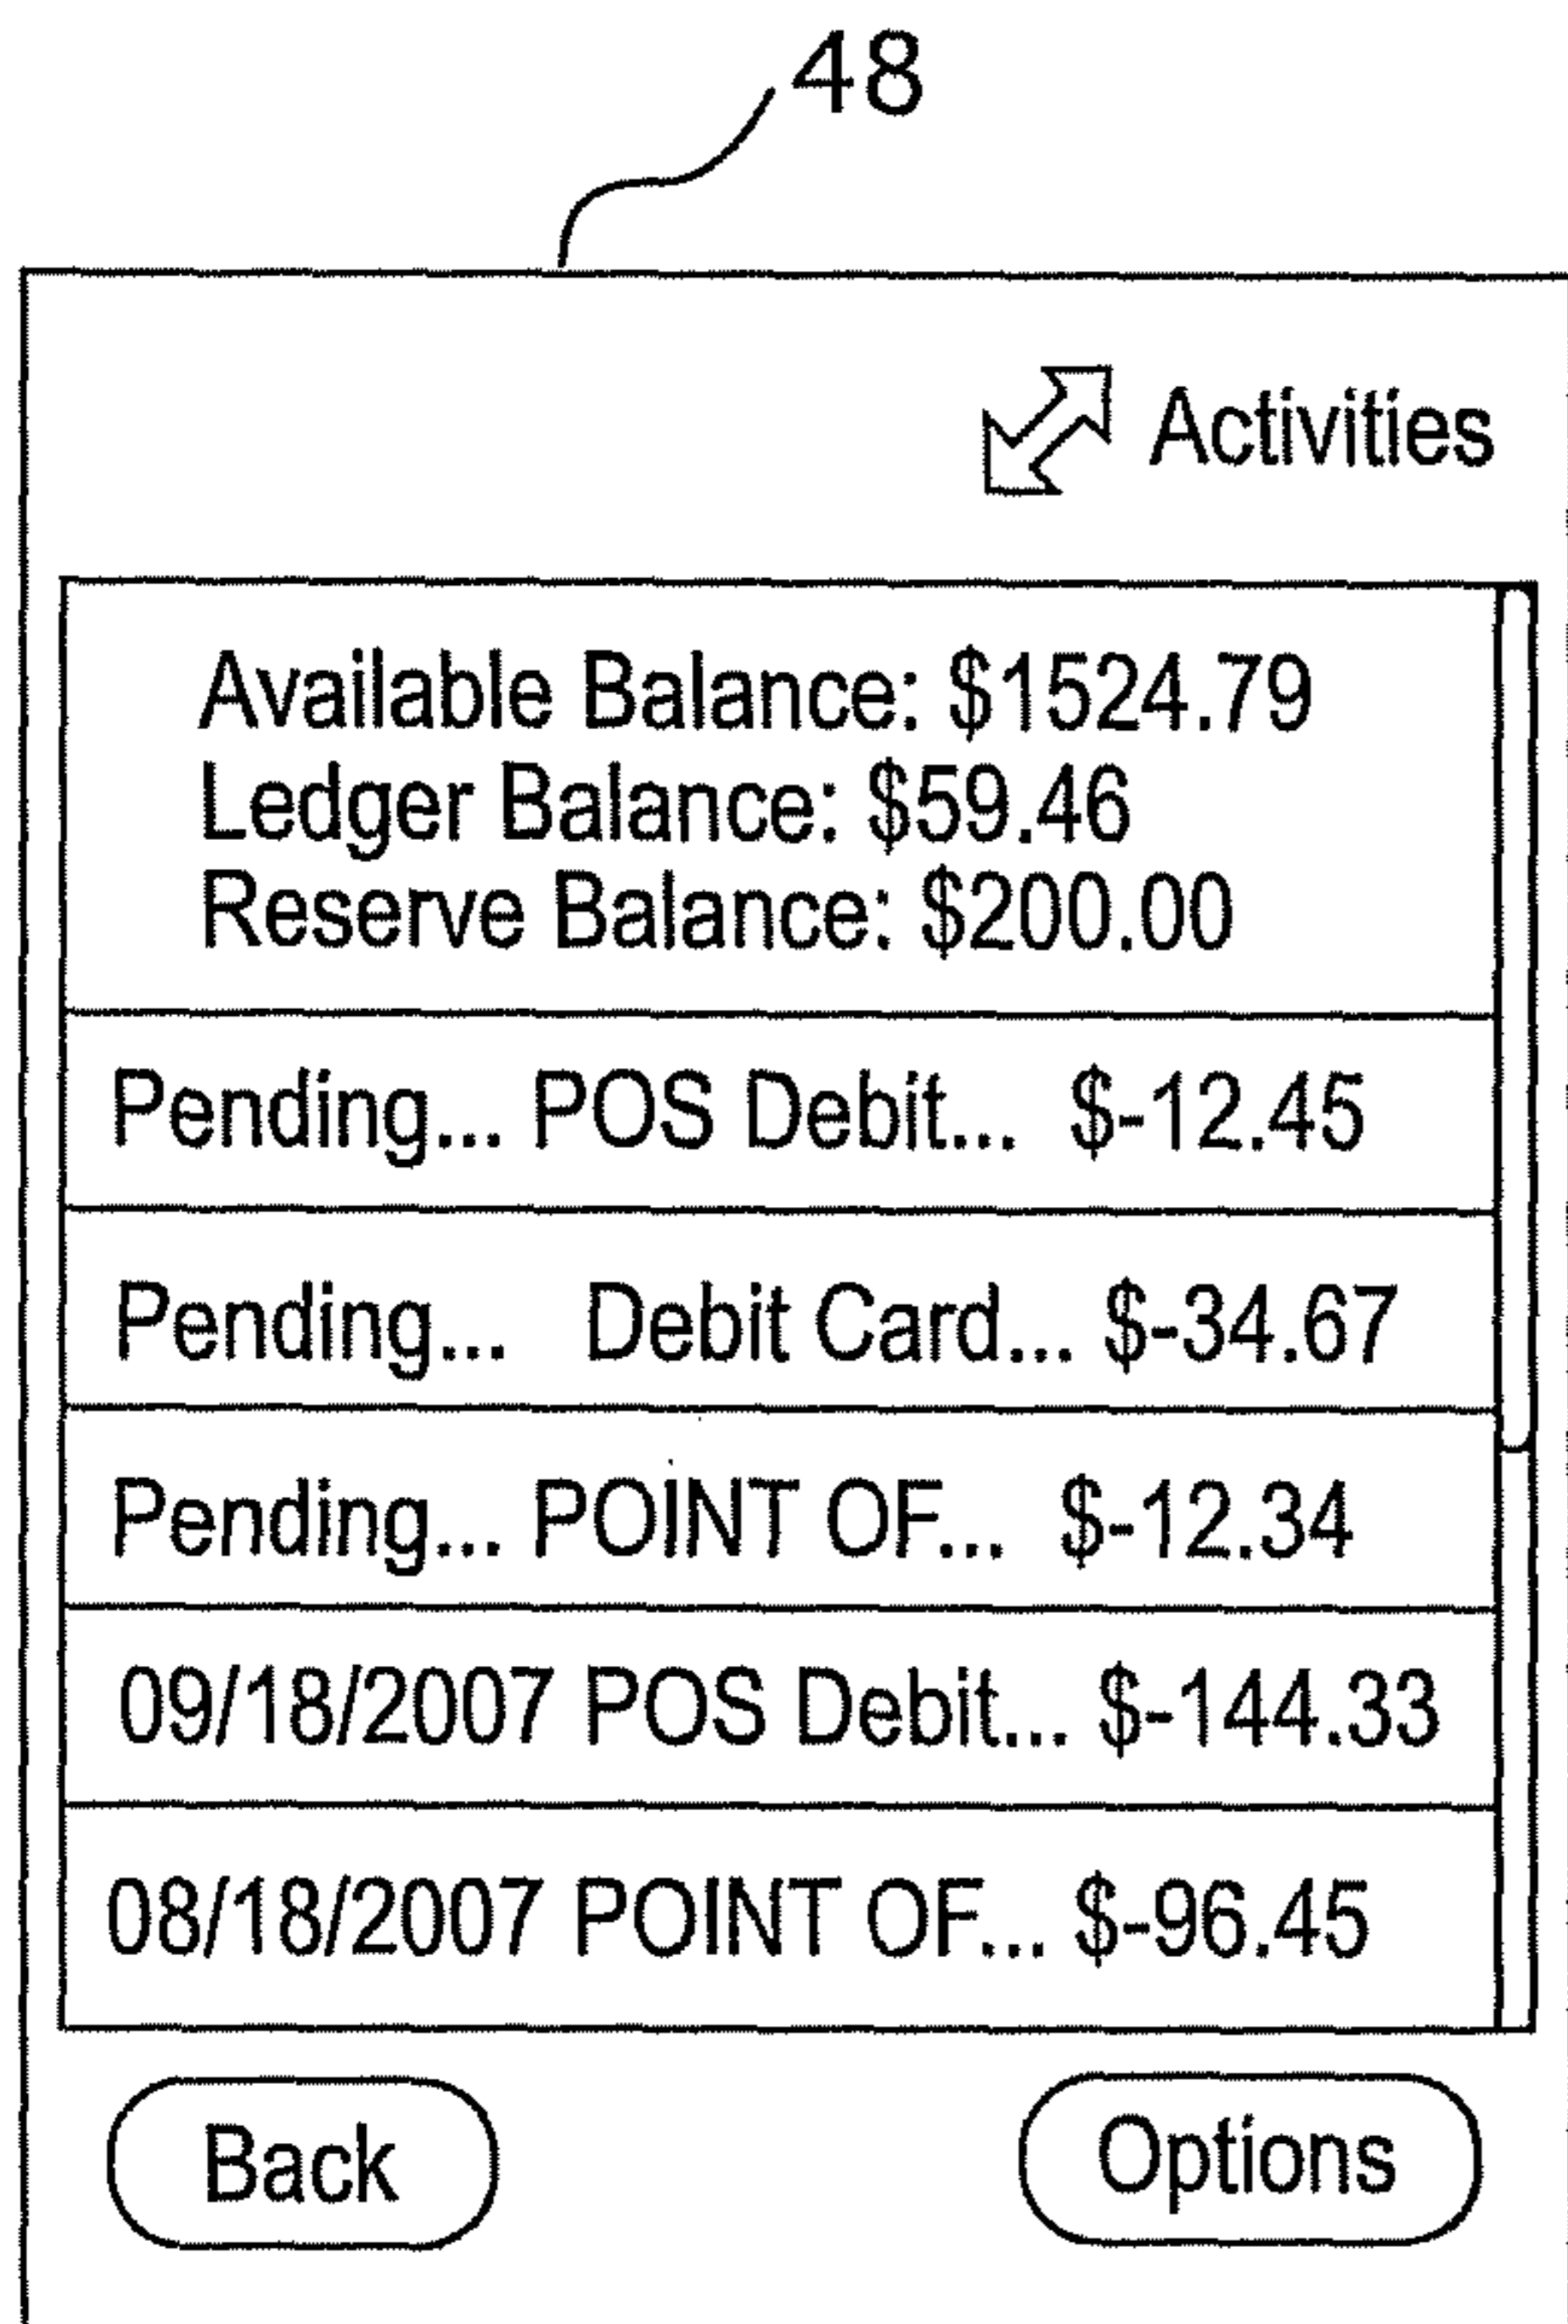 48
Activities
Available Balance: $1524.79
Ledger Balance: $59.46
Reserve Balance: $200.00
Pending... POS Debit... $-12.45
Pending... Debit Card... $-34.67
Pending... POINT OF... $-12.34
09/18/2007 POS Debit... $-144.33
08/18/2007 POINT OF... $-96.45
Back Options